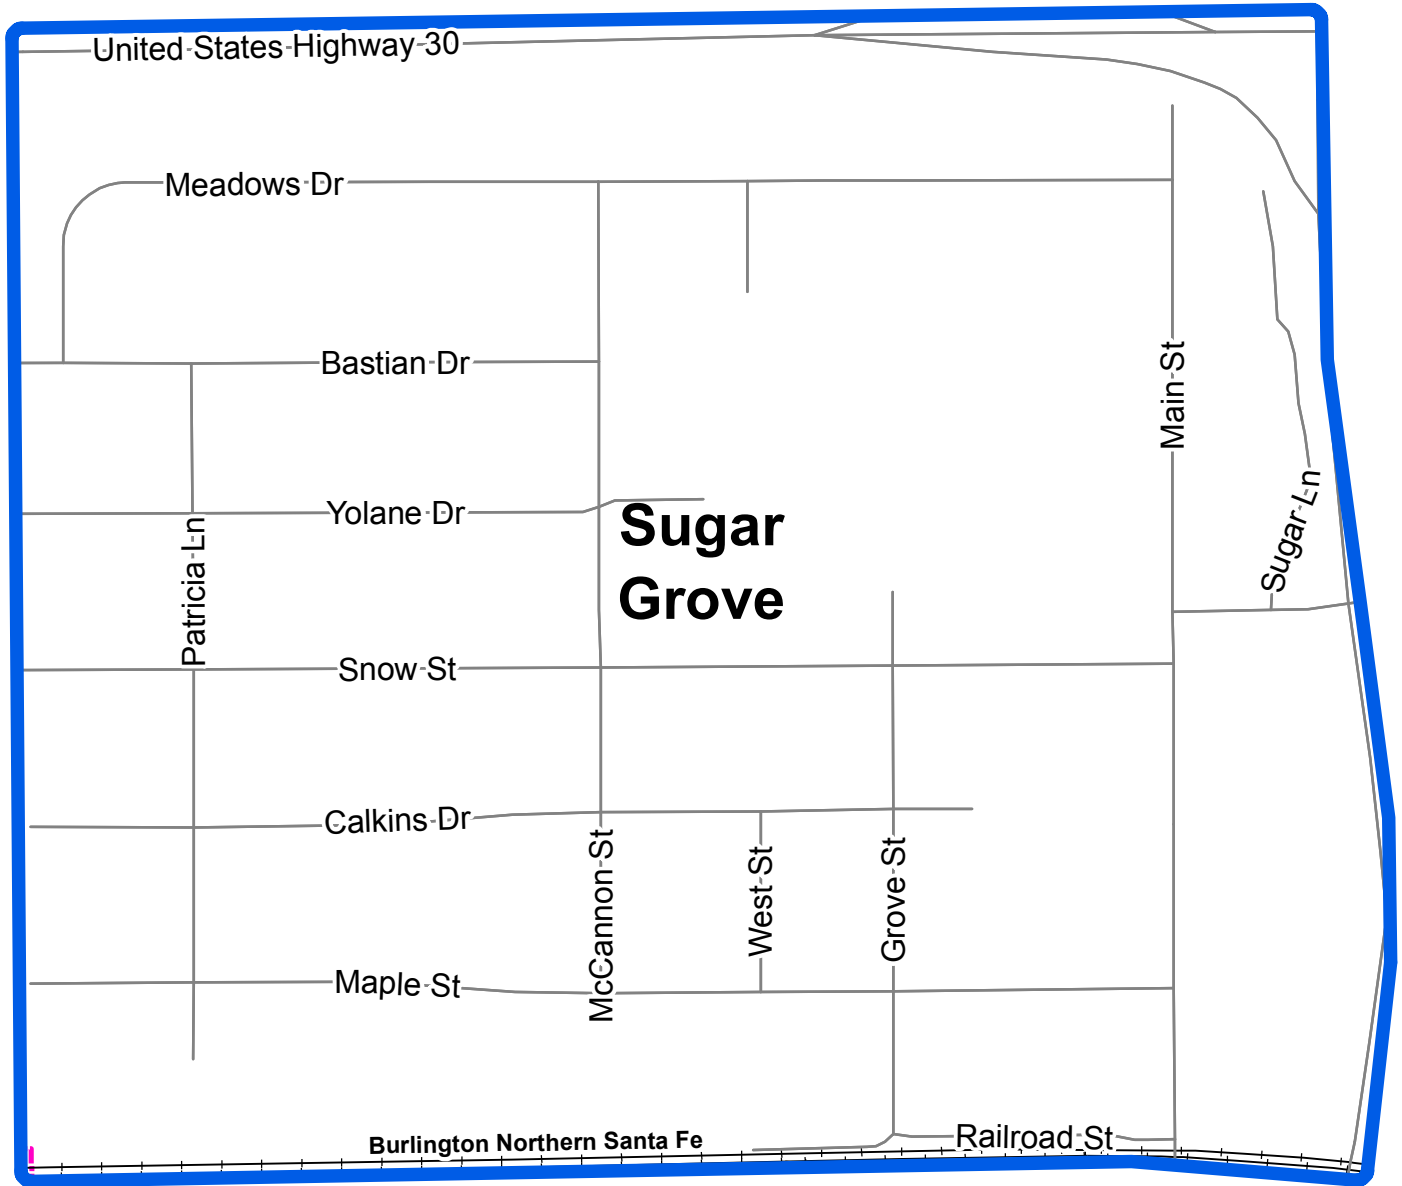 United States Highway 30
Meadows Dr
Bastian Dr
Main St
Yolane Dr
Sugar
Grove
Sugar Ln
Patricia Ln
Snow St
Calkins Dr
McCannon St
West St
Grove St
Maple St
Burlington Northern Santa Fe
Railroad St